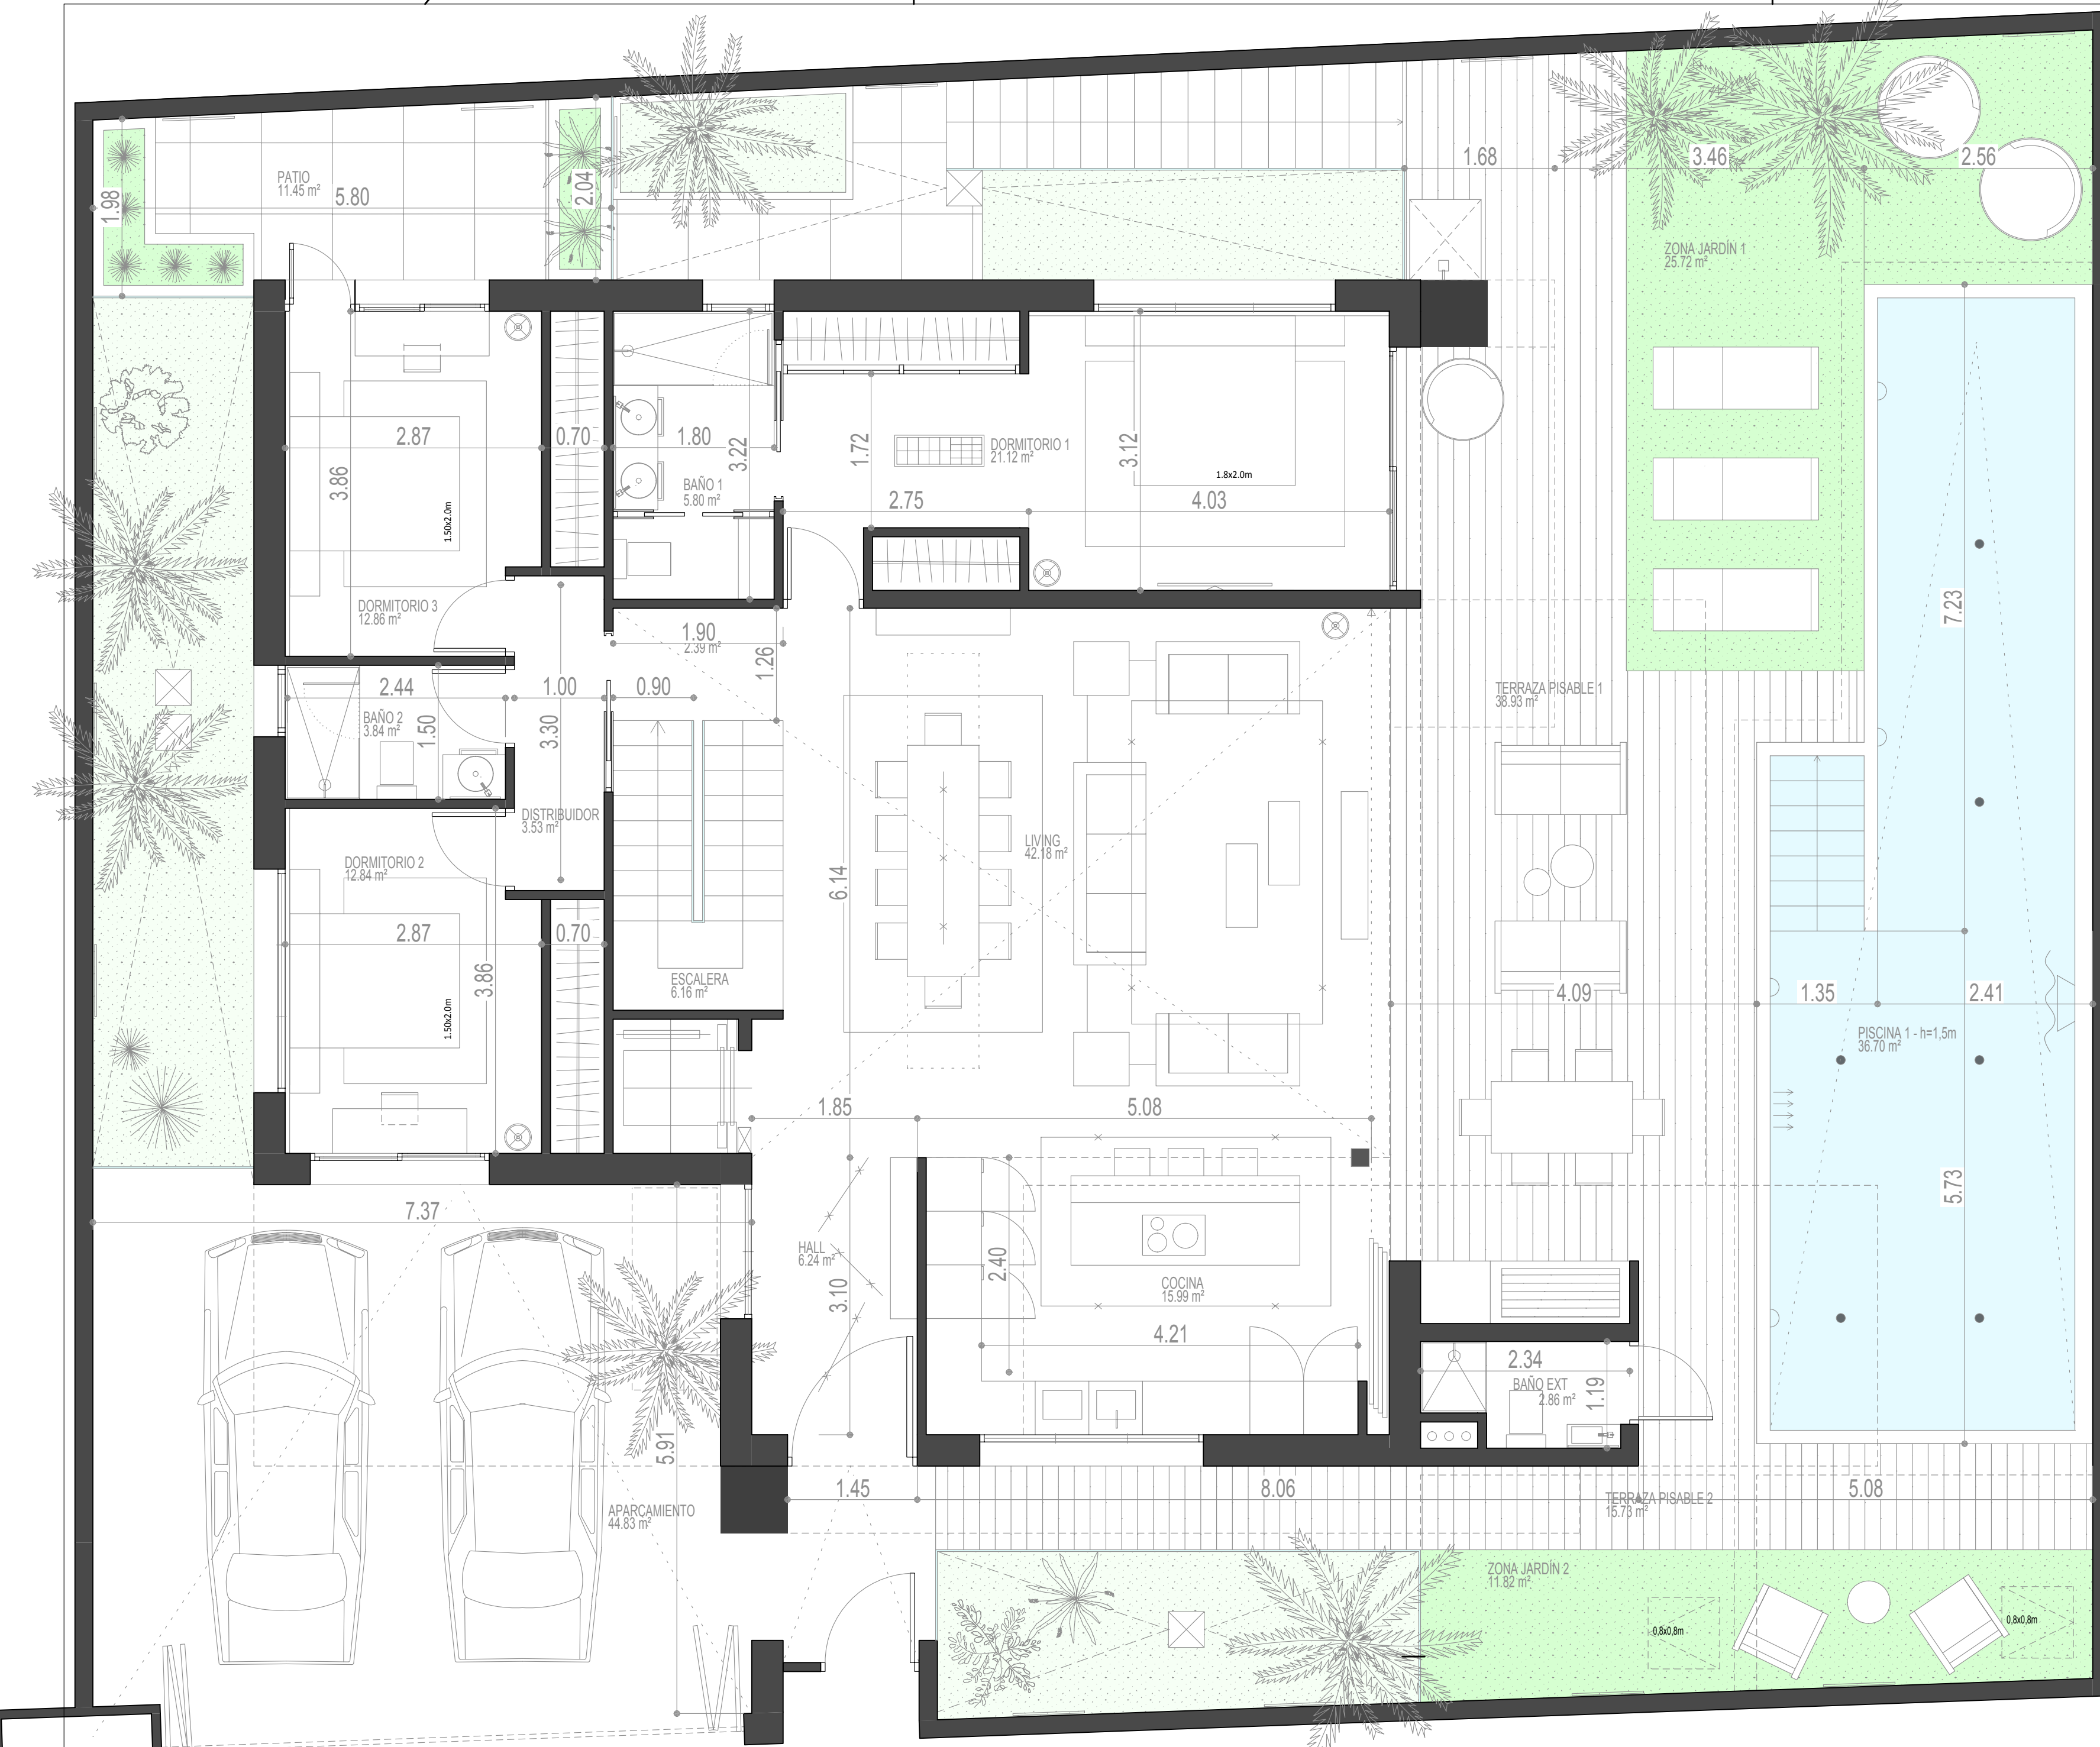 1.68
3.46
2.56
PATIO
11.45 m²
5.80
1.98
2.04
ZONA JARDÍN 1
25.72 m²
2.87
0.70
1.80
3.22
1.72
DORMITORIO 1
21.12 m²
3.12
1.8x2.0m
3.86
BAÑO 1
5.80 m²
2.75
4.03
1.50x2.0m
DORMITORIO 3
12.86 m²
7.23
1.90
2.39 m²
1.26
2.44
1.00
0.90
TERRAZA PISABLE 1
38.93 m²
BAÑO 2
3.84 m²
1.50
3.30
DISTRIBUIDOR
3.53 m²
LIVING
42.18 m²
DORMITORIO 2
12.84 m²
6.14
2.87
0.70
3.86
ESCALERA
6.16 m²
1.50x2.0m
4.09
1.35
2.41
PISCINA 1 - h=1,5m
36.70 m²
1.85
5.08
5.73
7.37
HALL
6.24 m²
3.10
2.40
COCINA
15.99 m²
4.21
2.34
BAÑO EXT
2.86 m²
1.19
5.91
1.45
8.06
5.08
APARCAMIENTO
44.83 m²
TERRAZA PISABLE 2
15.73 m²
ZONA JARDÍN 2
11.82 m²
0.8x0,8m
0.8x0,8m